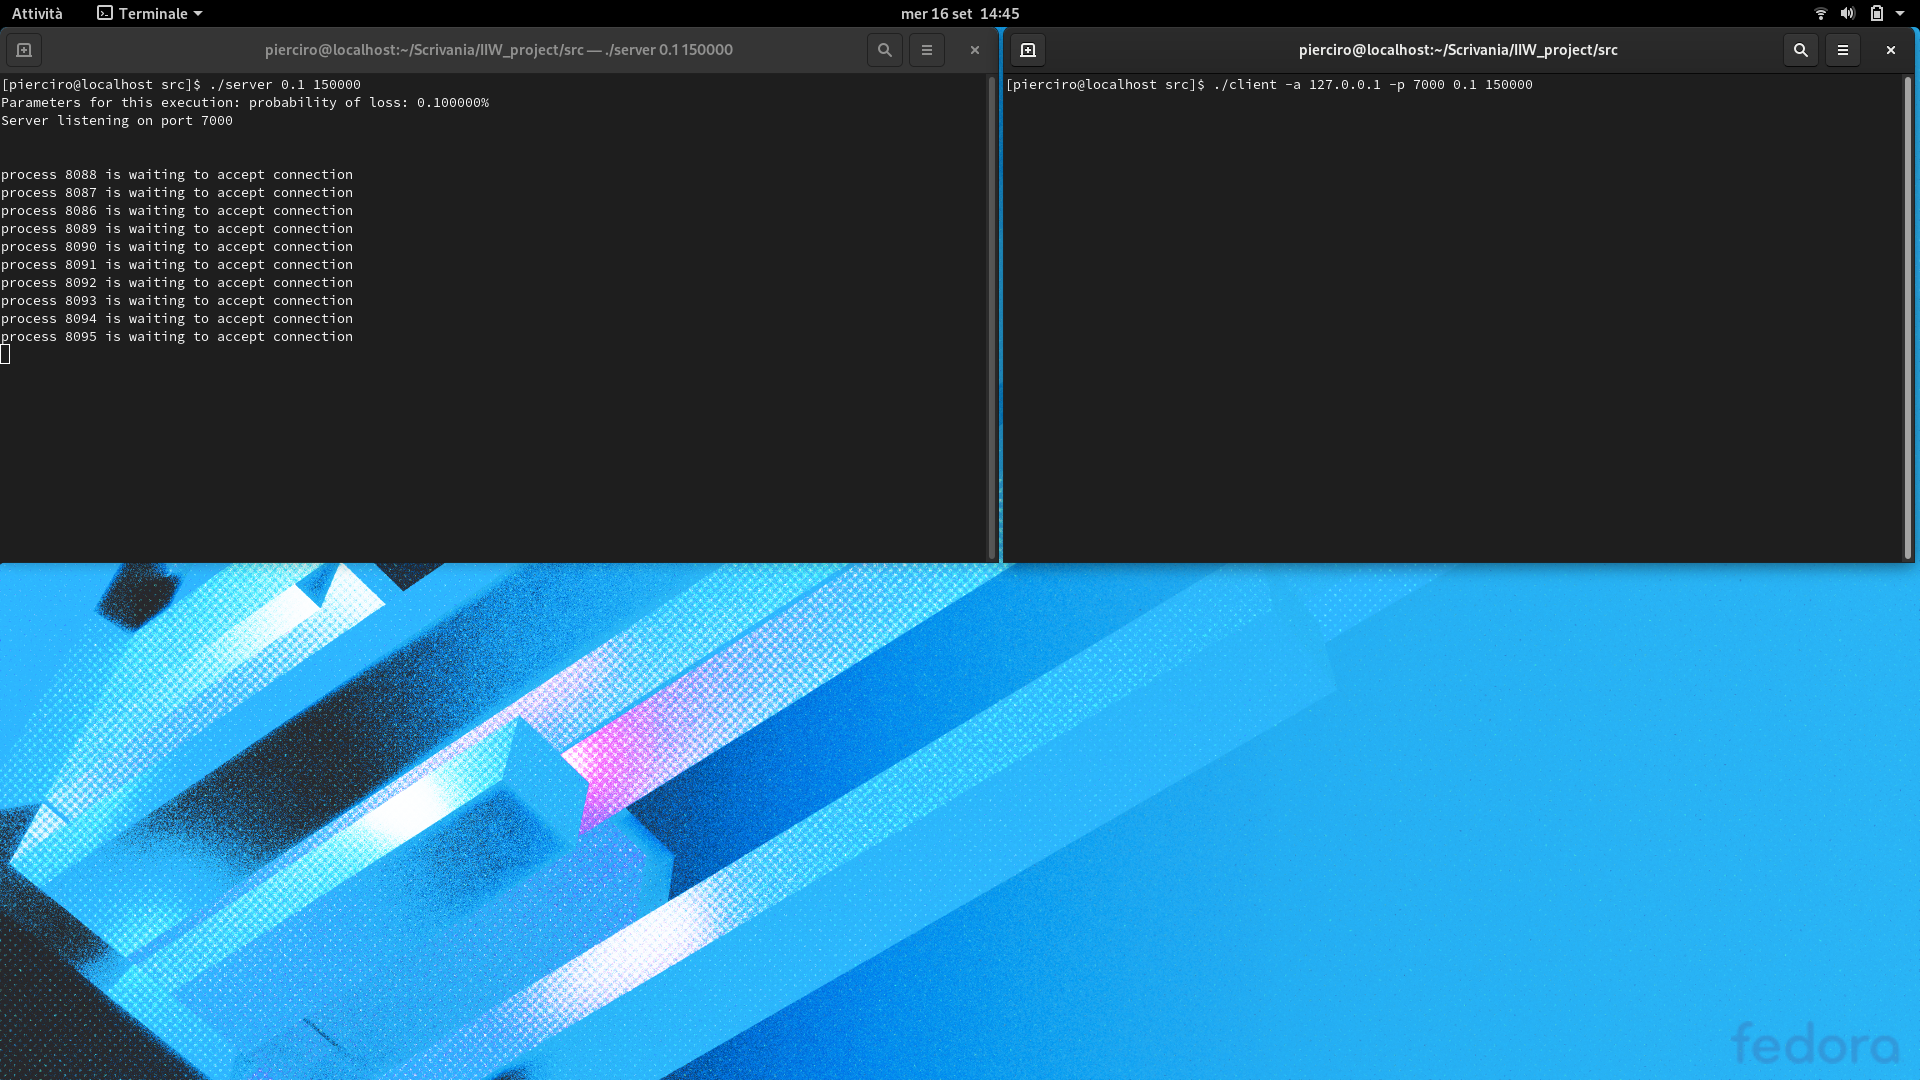 Attività Terminale mer 16 set 14:45
pierciro@localhost:~/Scrivania/IIW_project/src — ./server 0.1 150000
[pierciro@localhost src]$ ./server 0.1 150000
Parameters for this execution: probability of loss: 0.100000%
Server listening on port 7000
process 8088 is waiting to accept connection
process 8087 is waiting to accept connection
process 8086 is waiting to accept connection
process 8089 is waiting to accept connection
process 8090 is waiting to accept connection
process 8091 is waiting to accept connection
process 8092 is waiting to accept connection
process 8093 is waiting to accept connection
process 8094 is waiting to accept connection
process 8095 is waiting to accept connection
pierciro@localhost:~/Scrivania/IIW_project/src
[pierciro@localhost src]$ ./client -a 127.0.0.1 -p 7000 0.1 150000
fedora